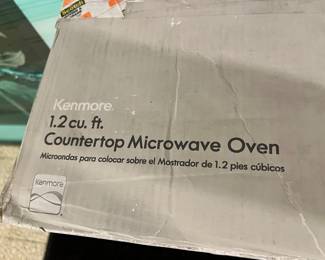 Kenmore
1.2 cu. ft.
Countertop Microwave Oven
Microondas para colocar sobre el Mostrador de 1.2 pies cúbicos
Kenmore